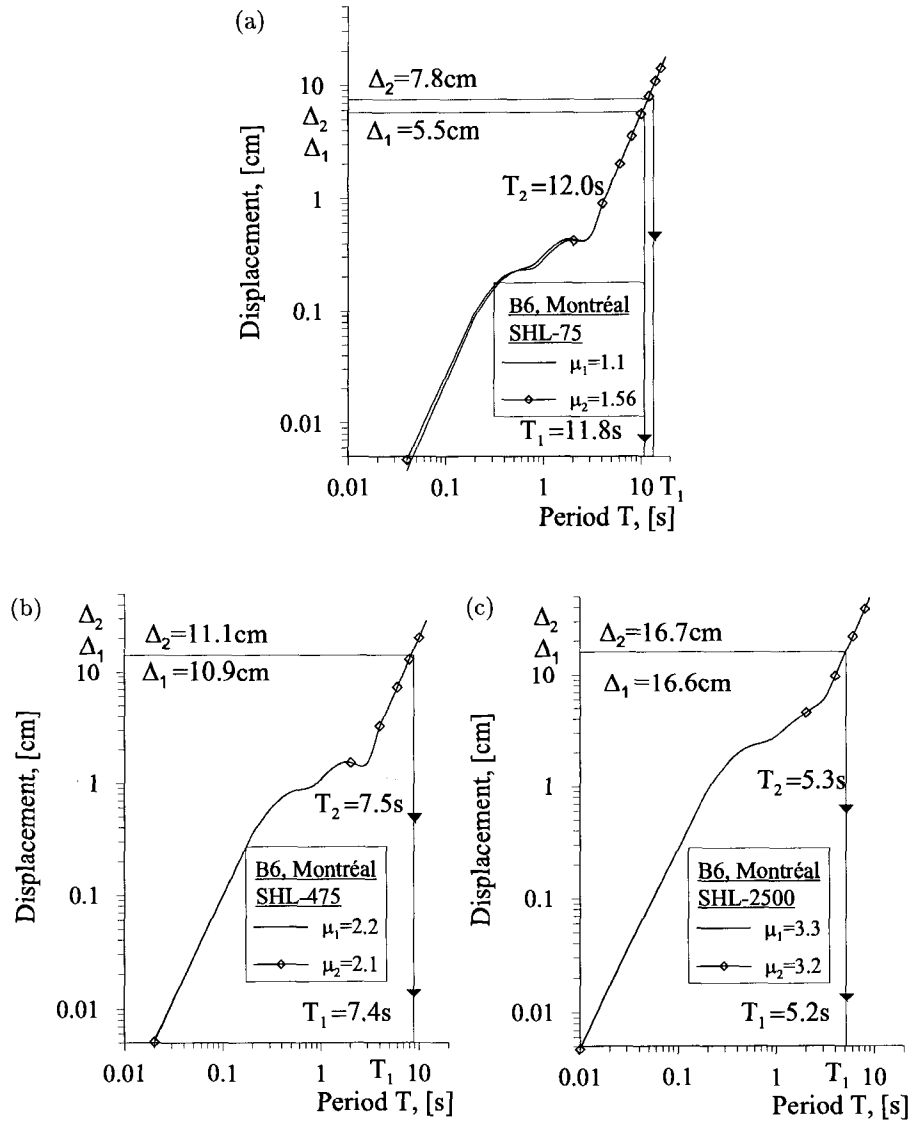 (a)
Displacement, [cm]
10
Δ₂
Δ₁
1
0.1
0.01
Δ₂=7.8cm
Δ₁=5.5cm
T₂=12.0s
B6, Montréal
SHL-75
μ₁=1.1
μ₂=1.56
T₁=11.8s
0.01 0.1 1 10 T₁
Period T, [s]
(b)
Displacement, [cm]
Δ₂
Δ₁
10
1
0.1
0.01
Δ₂=11.1cm
Δ₁=10.9cm
T₂=7.5s
B6, Montréal
SHL-475
μ₁=2.2
μ₂=2.1
T₁=7.4s
0.01 0.1 1 T₁ 10
Period T, [s]
(c)
Displacement, [cm]
Δ₂
Δ₁
10
1
0.1
0.01
Δ₂=16.7cm
Δ₁=16.6cm
T₂=5.3s
B6, Montréal
SHL-2500
μ₁=3.3
μ₂=3.2
T₁=5.2s
0.01 0.1 1 T₁ 10
Period T, [s]